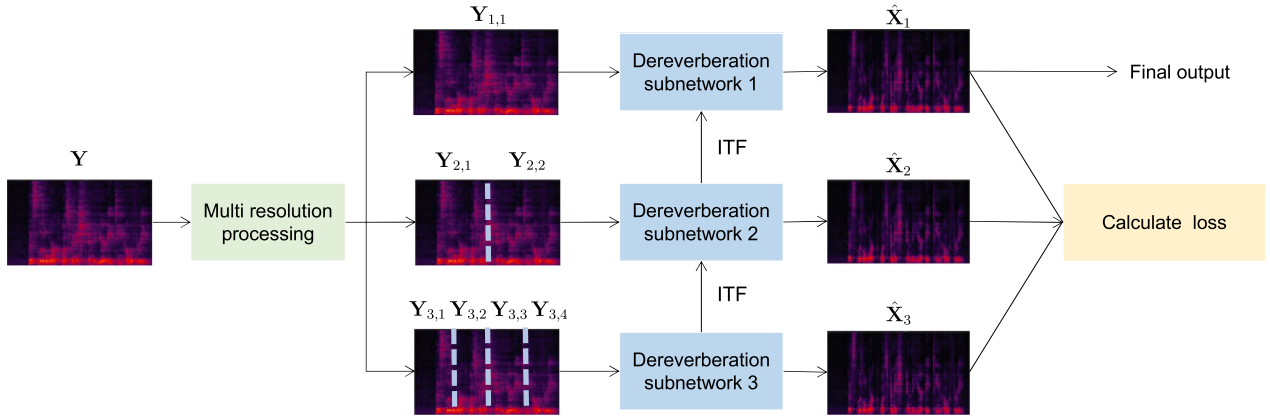 Y
Multi resolution
processing
Y1,1
Dereverberation
subnetwork 1
X̂1
Final output
ITF
Y2,1 Y2,2
Dereverberation
subnetwork 2
X̂2
Calculate loss
ITF
Y3,1 Y3,2 Y3,3 Y3,4
Dereverberation
subnetwork 3
X̂3